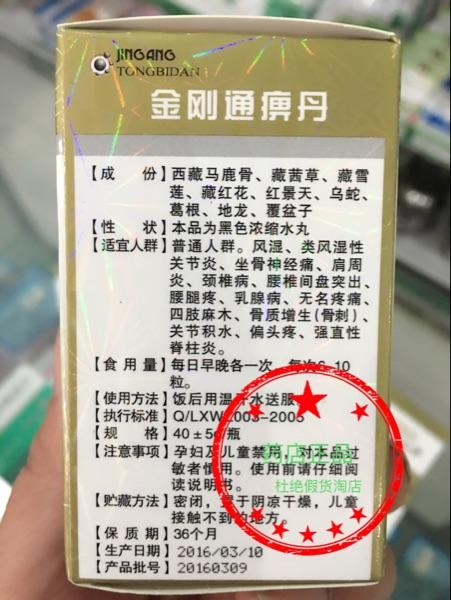 JINGANG
TONGBIDAN
金刚通痹丹
【成 份】西藏马鹿骨、藏茜草、藏雪
莲、藏红花、红景天、乌蛇、
葛根、地龙、覆盆子
【性 状】本品为黑色浓缩水丸
【适宜人群】普通人群。风湿、类风湿性
关节炎、坐骨神经痛、肩周
炎、颈椎病、腰椎间盘突出、
腰腿疼、乳腺病、无名疼痛、
四肢麻木、骨质增生(骨刺)、
关节积水、偏头疼、强直性
脊柱炎。
【食用量】每日早晚各一次，每次6-10
粒。
【使用方法】饭后用温开水送服
【执行标准】Q/LXW 003-2005
【规 格】40±5g/瓶
【注意事项】孕妇及儿童禁用，对本品过
敏者慎用。使用前请仔细阅
读说明书。
【贮藏方法】密闭，置于阴凉干燥，儿童
接触不到的地方。
【保质期】36个月
【生产日期】2016/03/10
【产品批号】20160309
药店正品
杜绝假货淘店